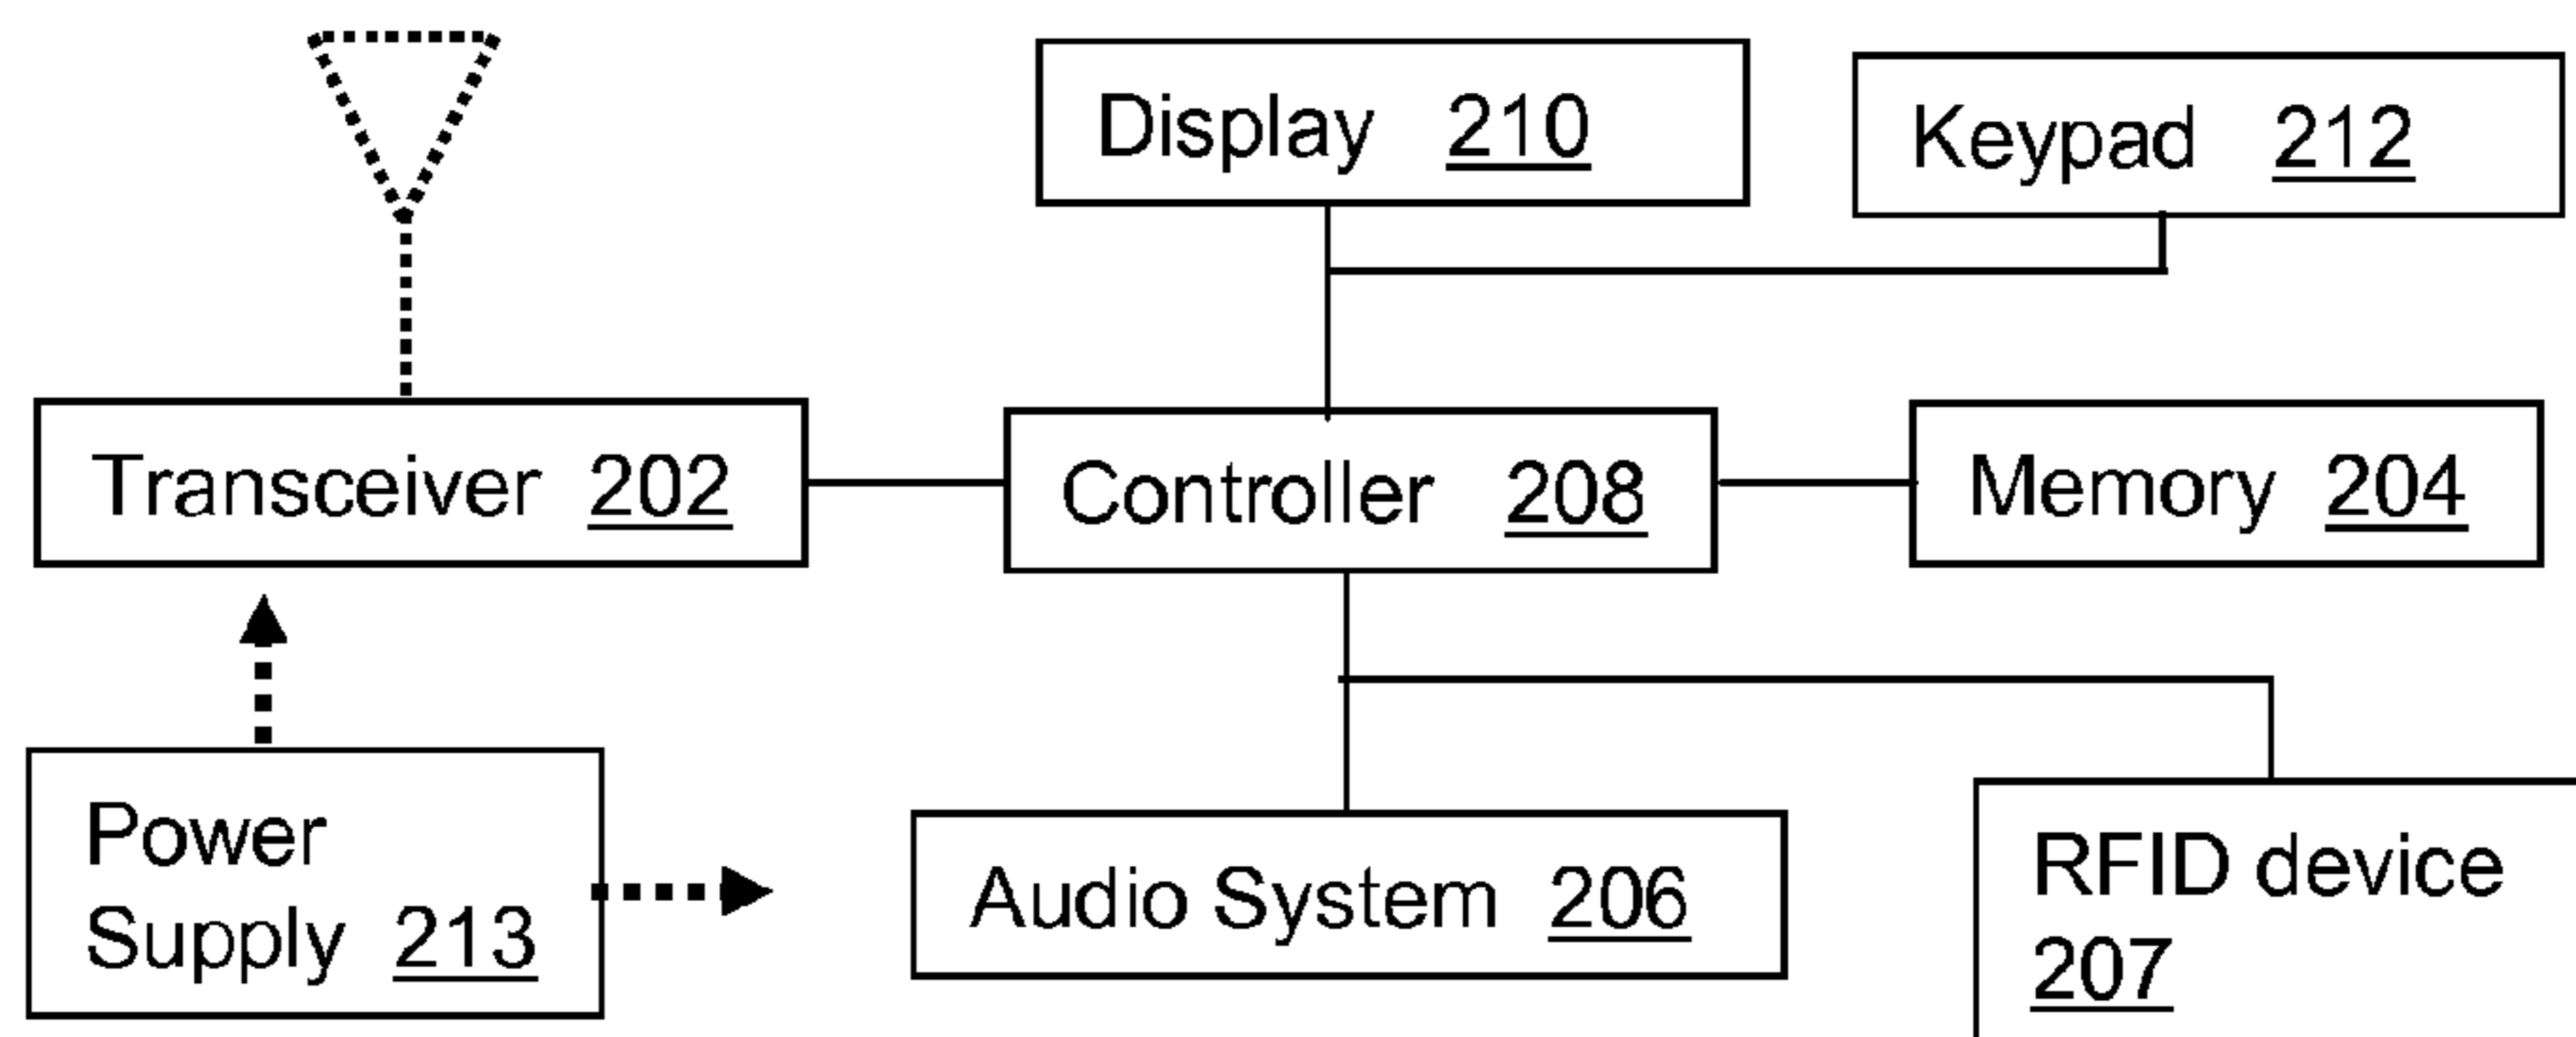 Display 210
Keypad 212
Transceiver 202
Controller 208
Memory 204
Power
Supply 213
Audio System 206
RFID device
207